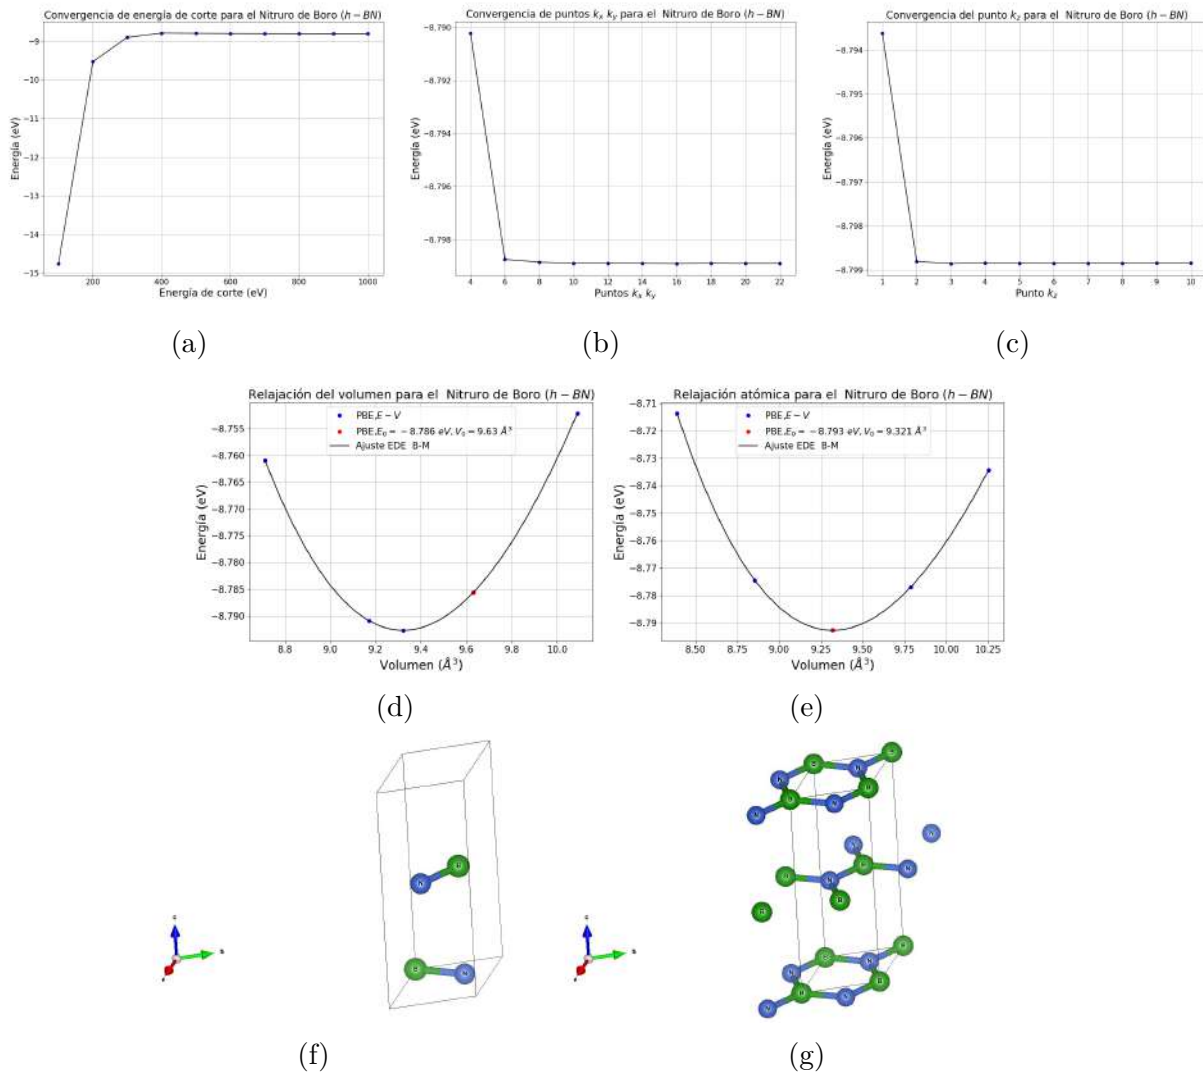 Convergencia de energía de corte para el Nitruro de Boro (h − BN)
Energía (eV)
−9
−10
−11
−12
−13
−14
−15
200 400 600 800 1000
Energía de corte (eV)
(a)
Convergencia de puntos kₓ kᵧ para el Nitruro de Boro (h − BN)
Energía (eV)
−8.790
−8.792
−8.794
−8.796
−8.798
4 6 8 10 12 14 16 18 20 22
Puntos kₓ kᵧ
(b)
Convergencia del punto k_z para el Nitruro de Boro (h − BN)
Energía (eV)
−8.794
−8.795
−8.796
−8.797
−8.798
−8.799
1 2 3 4 5 6 7 8 9 10
Punto k_z
(c)
Relajación del volumen para el Nitruro de Boro (h − BN)
PBE,E − V
PBE,E₀ = −8.786 eV, V₀ = 9.63 Å³
Ajuste EDE B-M
Energía (eV)
−8.755
−8.760
−8.765
−8.770
−8.775
−8.780
−8.785
−8.790
8.8 9.0 9.2 9.4 9.6 9.8 10.0
Volumen (Å³)
(d)
Relajación atómica para el Nitruro de Boro (h − BN)
PBE,E − V
PBE,E₀ = −8.793 eV, V₀ = 9.321 Å³
Ajuste EDE B-M
Energía (eV)
−8.71
−8.72
−8.73
−8.74
−8.75
−8.76
−8.77
−8.78
−8.79
8.50 8.75 9.00 9.25 9.50 9.75 10.00 10.25
Volumen (Å³)
(e)
(f)
(g)